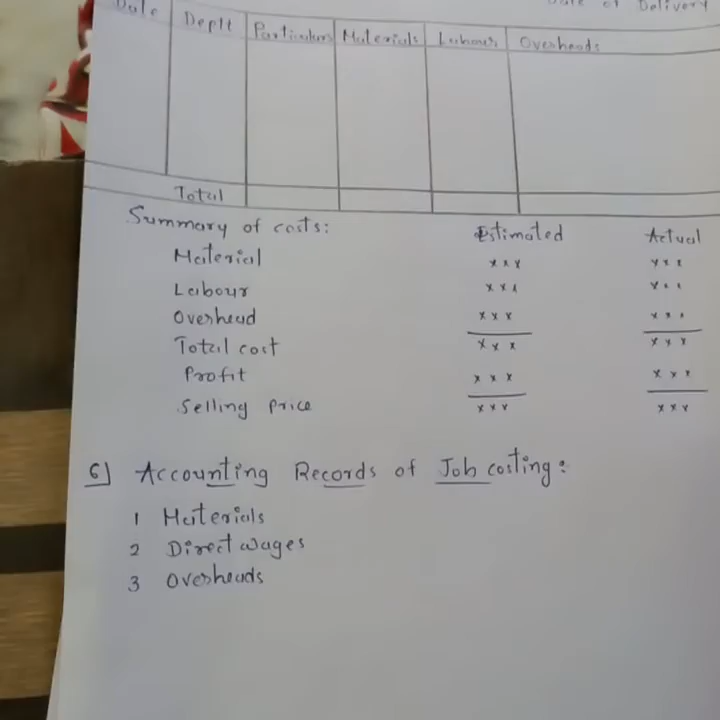 Date of Delivery
Date Deptt Particulars Materials Labour Overheads
Total
Summary of costs: Estimated Actual
Material xxx xxx
Labour xxx xxx
Overhead xxx xxx
Total cost xxx xxx
Profit xxx xxx
Selling price xxx xxx
6] Accounting Records of Job costing:
1 Materials
2 Direct wages
3 Overheads